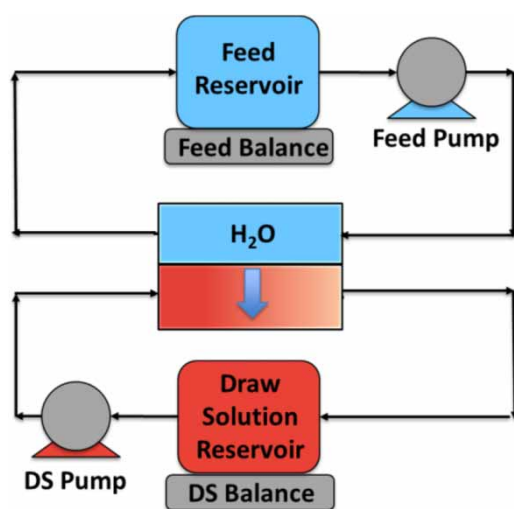 Feed
Reservoir
Feed Balance
Feed Pump
H₂O
Draw
Solution
Reservoir
DS Pump
DS Balance